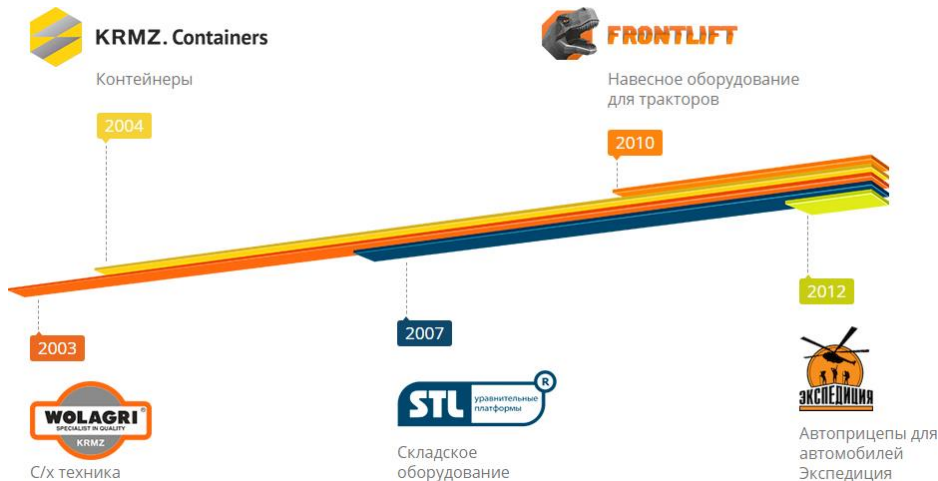 KRMZ. Containers
Контейнеры
2004
FRONTLIFT
Навесное оборудование
для тракторов
2010
2003
WOLAGRI®
SPECIALIST IN QUALITY
KRMZ
С/х техника
2007
STL
уравнительные
платформы
R
Складское
оборудование
2012
ЭКСПЕДИЦИЯ
Автоприцепы для
автомобилей
Экспедиция